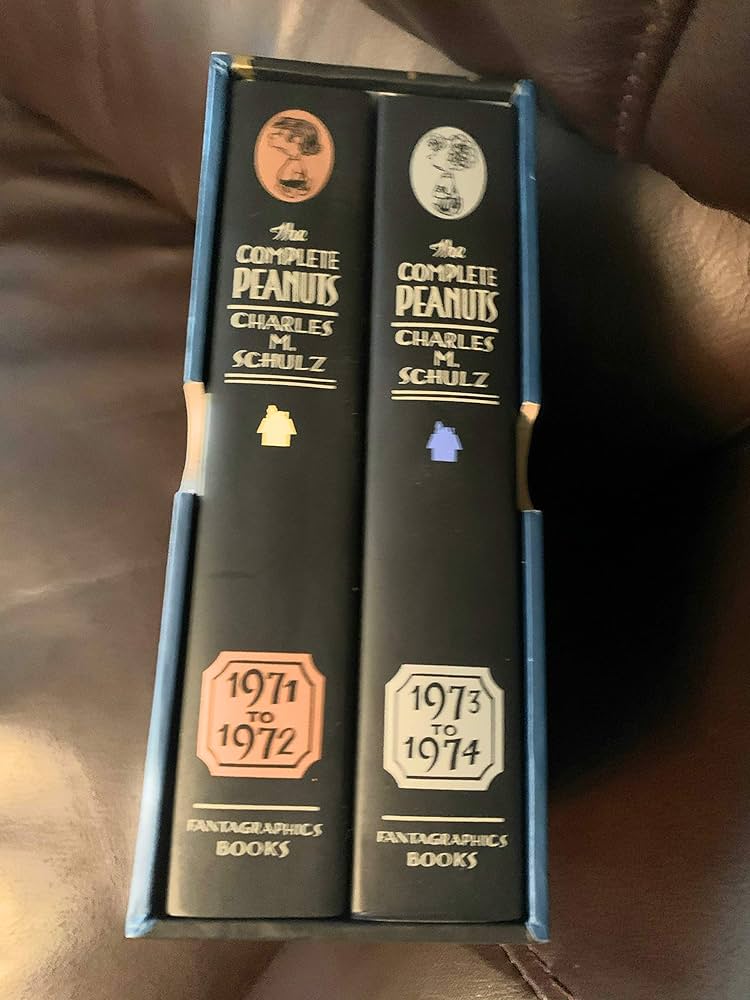 The
COMPLETE
PEANUTS
CHARLES
M.
SCHULZ
1971
TO
1972
FANTAGRAPHICS
BOOKS
The
COMPLETE
PEANUTS
CHARLES
M.
SCHULZ
1973
TO
1974
FANTAGRAPHICS
BOOKS